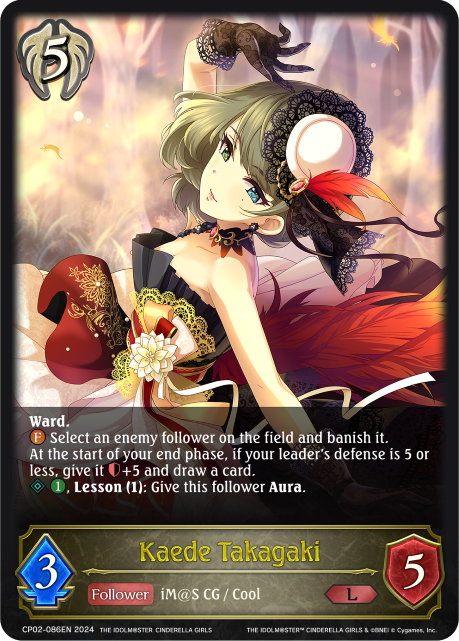 5
Ward.
F Select an enemy follower on the field and banish it.
At the start of your end phase, if your leader's defense is 5 or
less, give it +5 and draw a card.
1, Lesson (1): Give this follower Aura.
Kaede Takagaki
3
Follower
iM@S CG / Cool
L
5
CP02-086EN 2024 THE IDOLM@STER CINDERELLA GIRLS
THE IDOLM@STER™ CINDERELLA GIRLS & ©BNEI © Cygames, Inc.